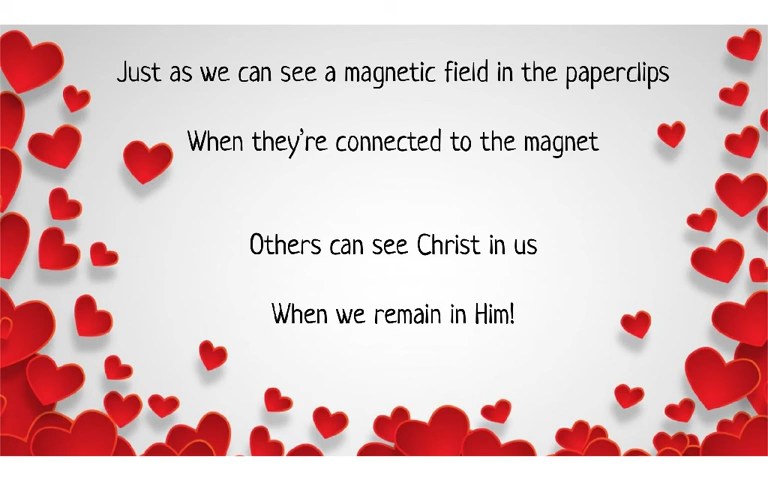 Just as we can see a magnetic field in the paperclips
When they're connected to the magnet
Others can see Christ in us
When we remain in Him!